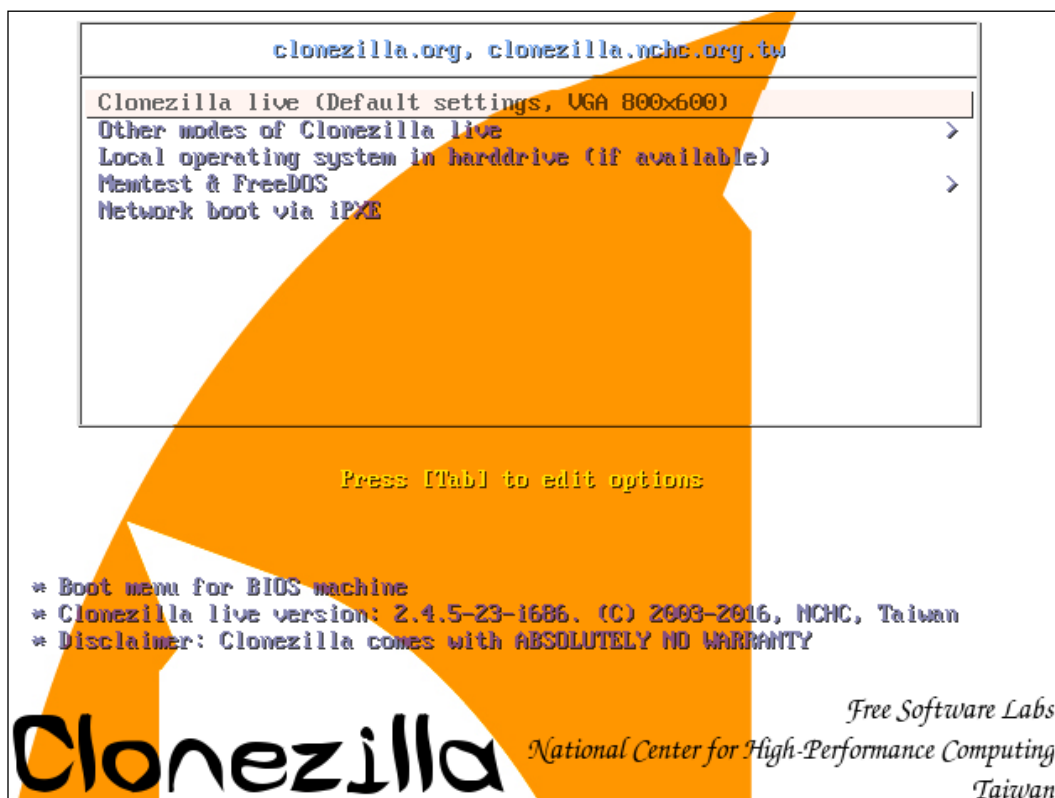 clonezilla.org, clonezilla.nchc.org.tw
Clonezilla live (Default settings, VGA 800x600)
Other modes of Clonezilla live >
Local operating system in harddrive (if available)
Memtest & FreeDOS >
Network boot via iPXE
Press [Tab] to edit options
* Boot menu for BIOS machine
* Clonezilla live version: 2.4.5-23-i686. (C) 2003-2016, NCHC, Taiwan
* Disclaimer: Clonezilla comes with ABSOLUTELY NO WARRANTY
Free Software Labs
Clonezilla National Center for High-Performance Computing
Taiwan